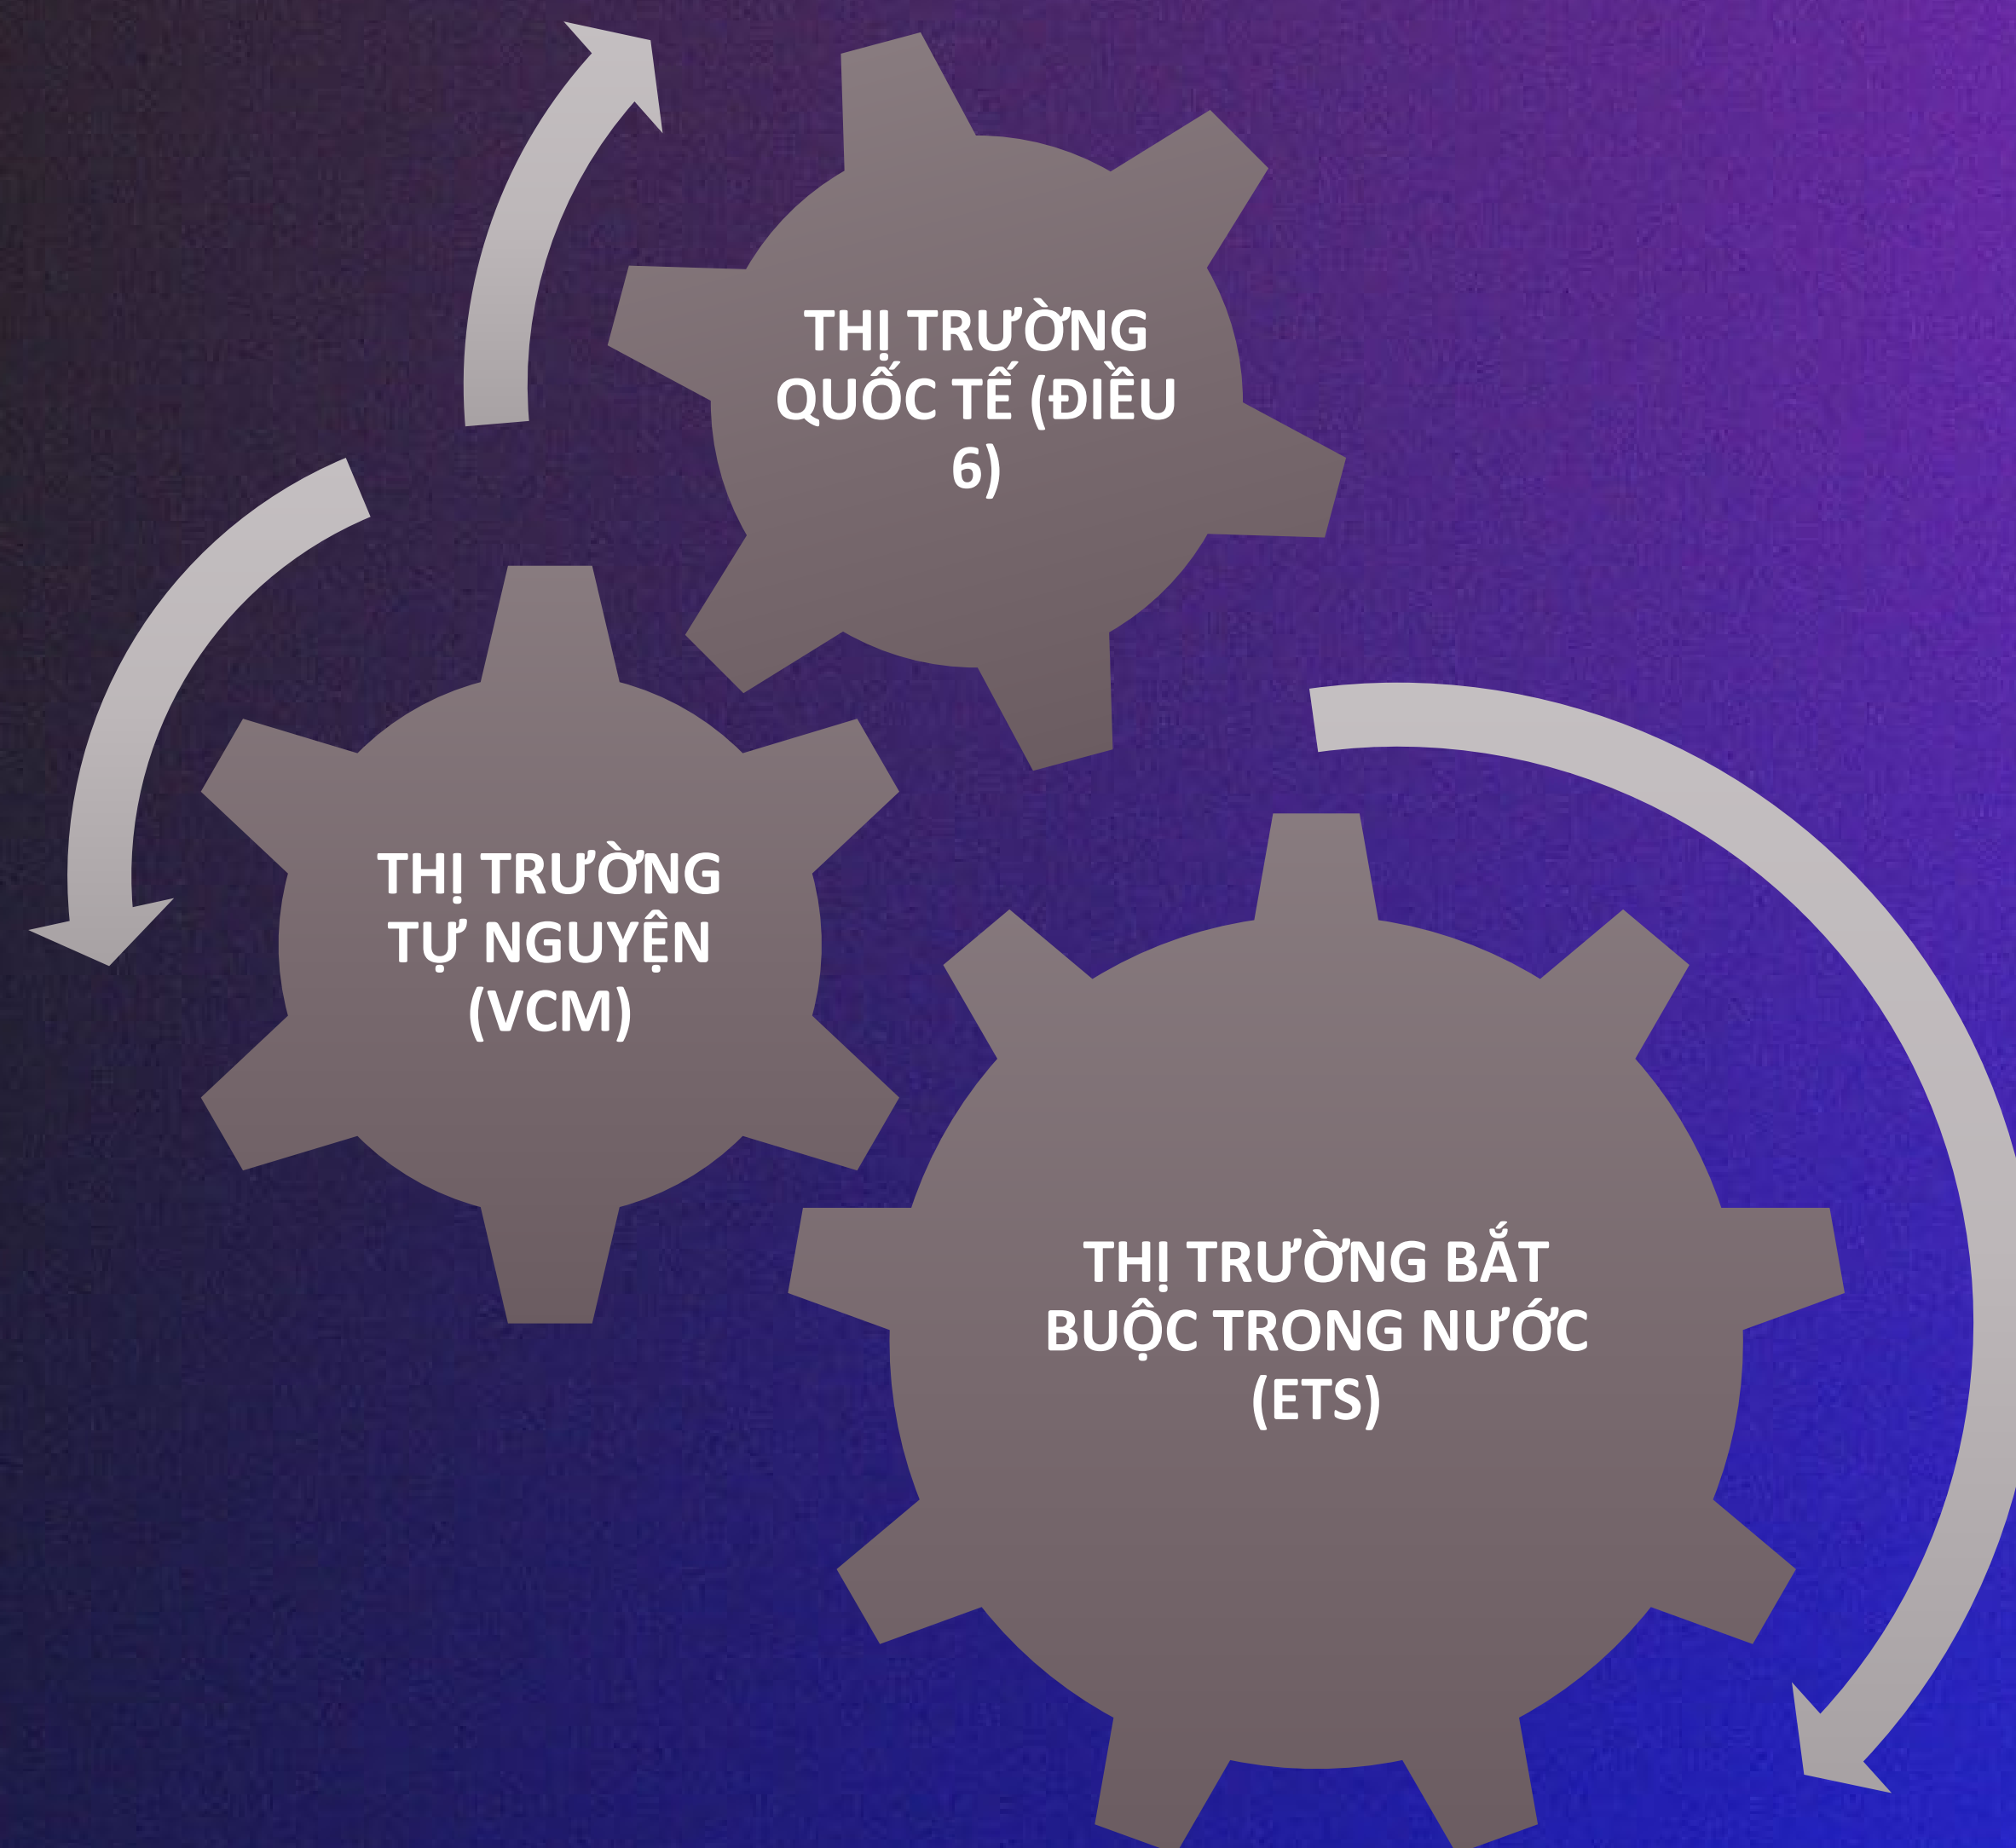 THỊ TRƯỜNG
QUỐC TẾ (ĐIỀU
6)
THỊ TRƯỜNG
TỰ NGUYỆN
(VCM)
THỊ TRƯỜNG BẮT
BUỘC TRONG NƯỚC
(ETS)